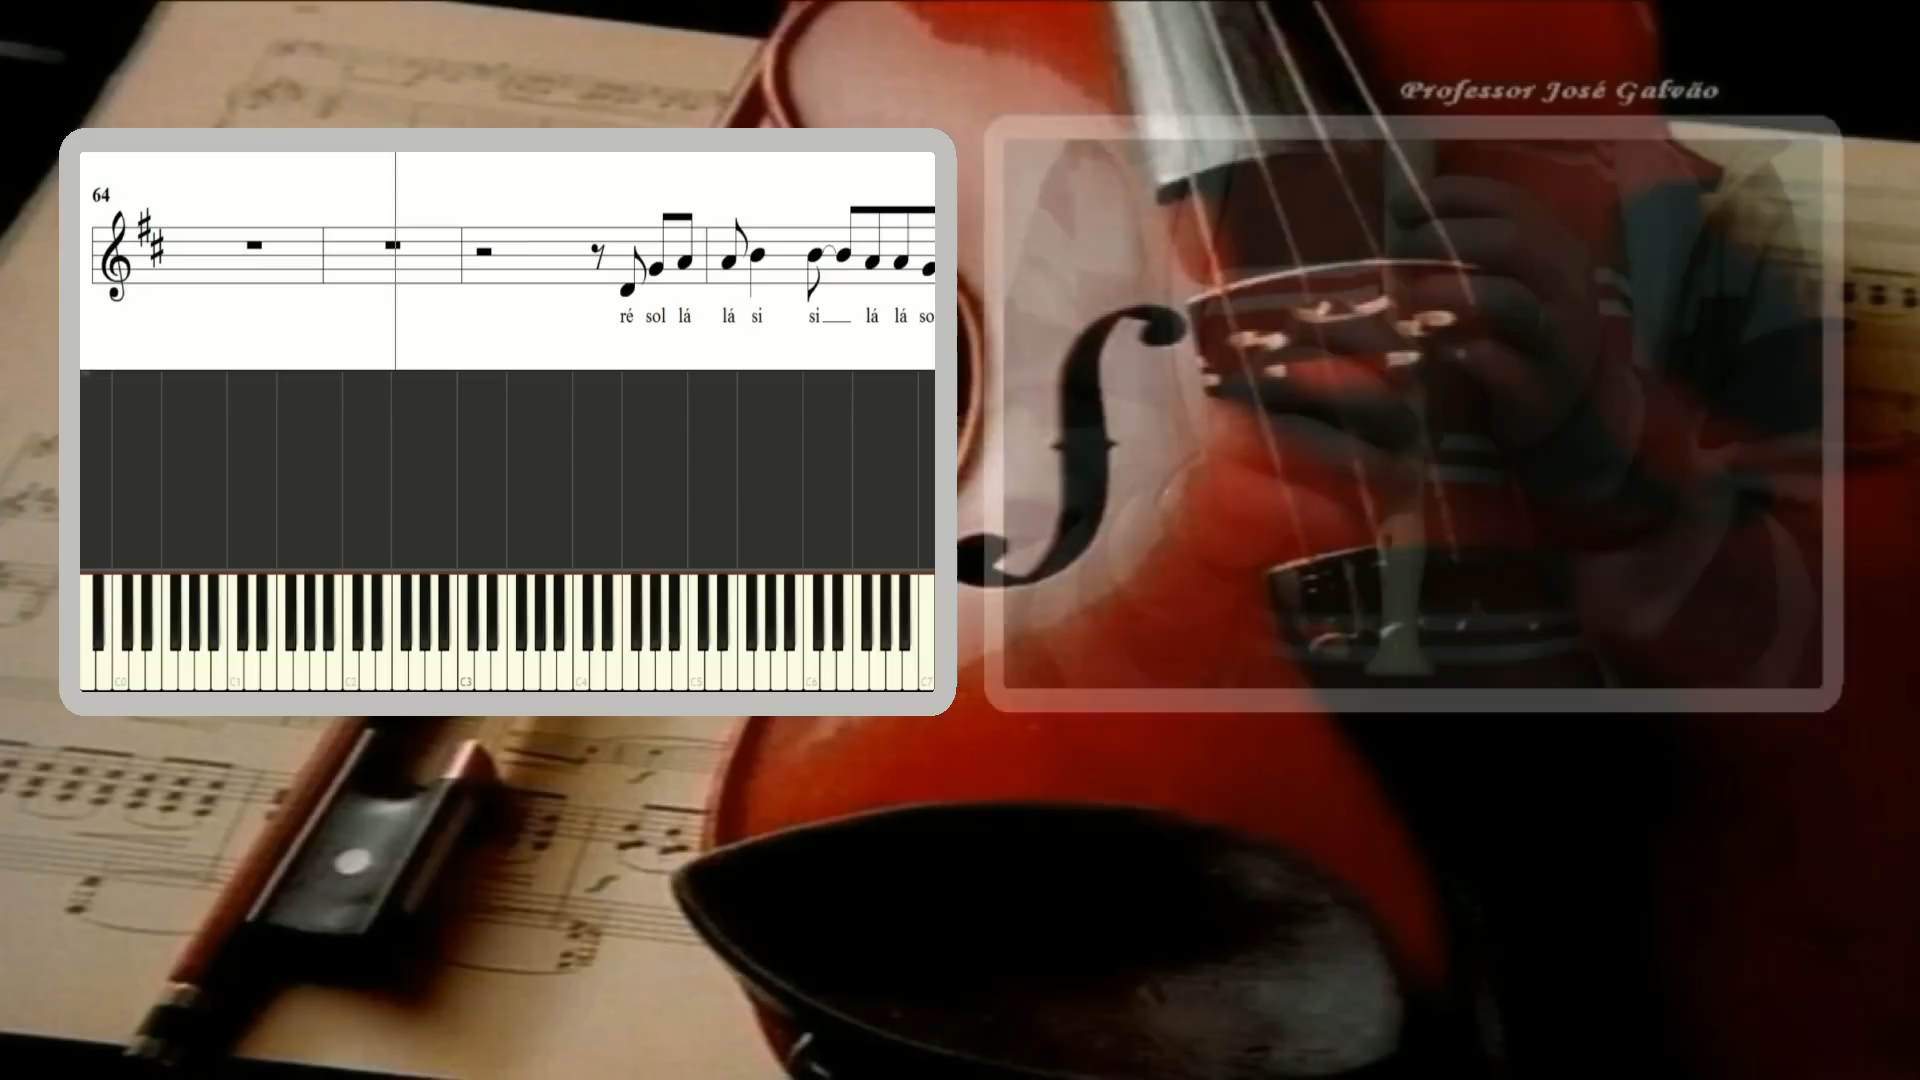 Professor José Galvão
64
ré sol lá lá si si lá lá so
C0 C1 C2 C3 C4 C5 C6 C7